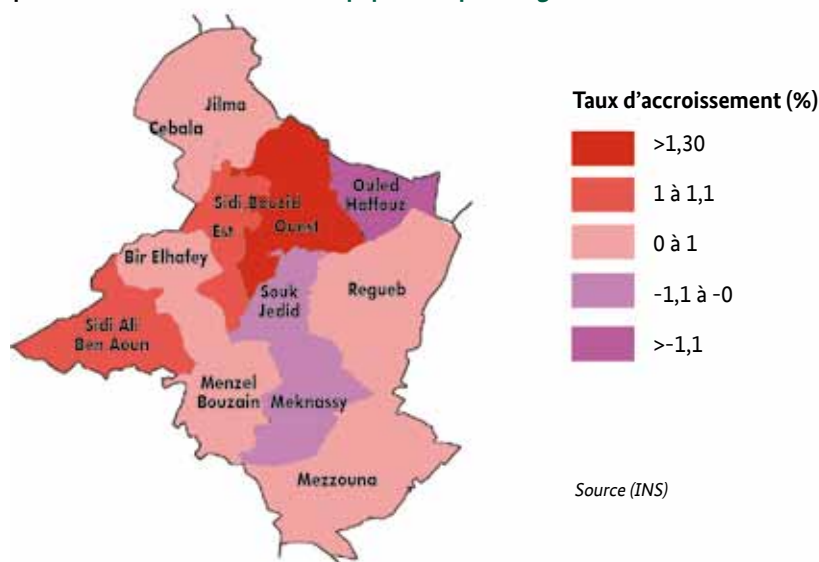 Jilma
Cebala
Sidi Bouzid
Est
Ouest
Ouled
Haffouz
Bir Elhafey
Souk
Jedid
Regueb
Sidi Ali
Ben Aoun
Menzel
Bouzain
Meknassy
Mezzouna
Taux d'accroissement (%)
>1,30
1 à 1,1
0 à 1
-1,1 à -0
>-1,1
Source (INS)